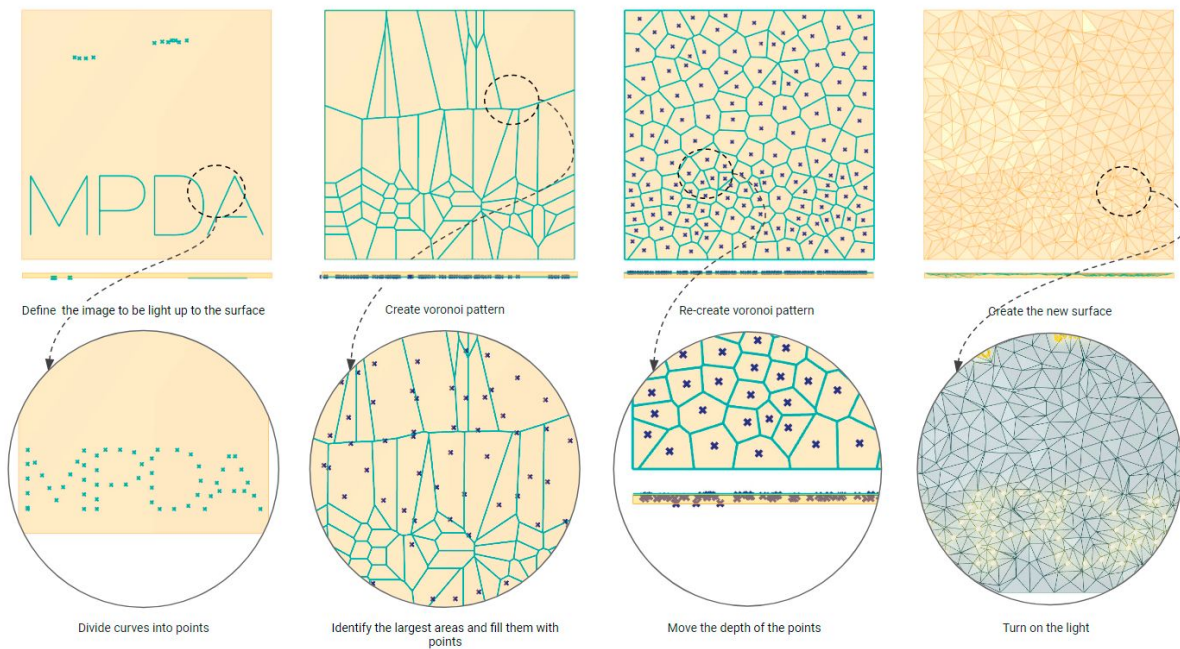 MPDA
Define the image to be light up to the surface
Create voronoi pattern
Re-create voronoi pattern
Create the new surface
MPDA
Divide curves into points
Identify the largest areas and fill them with
points
Move the depth of the points
Turn on the light